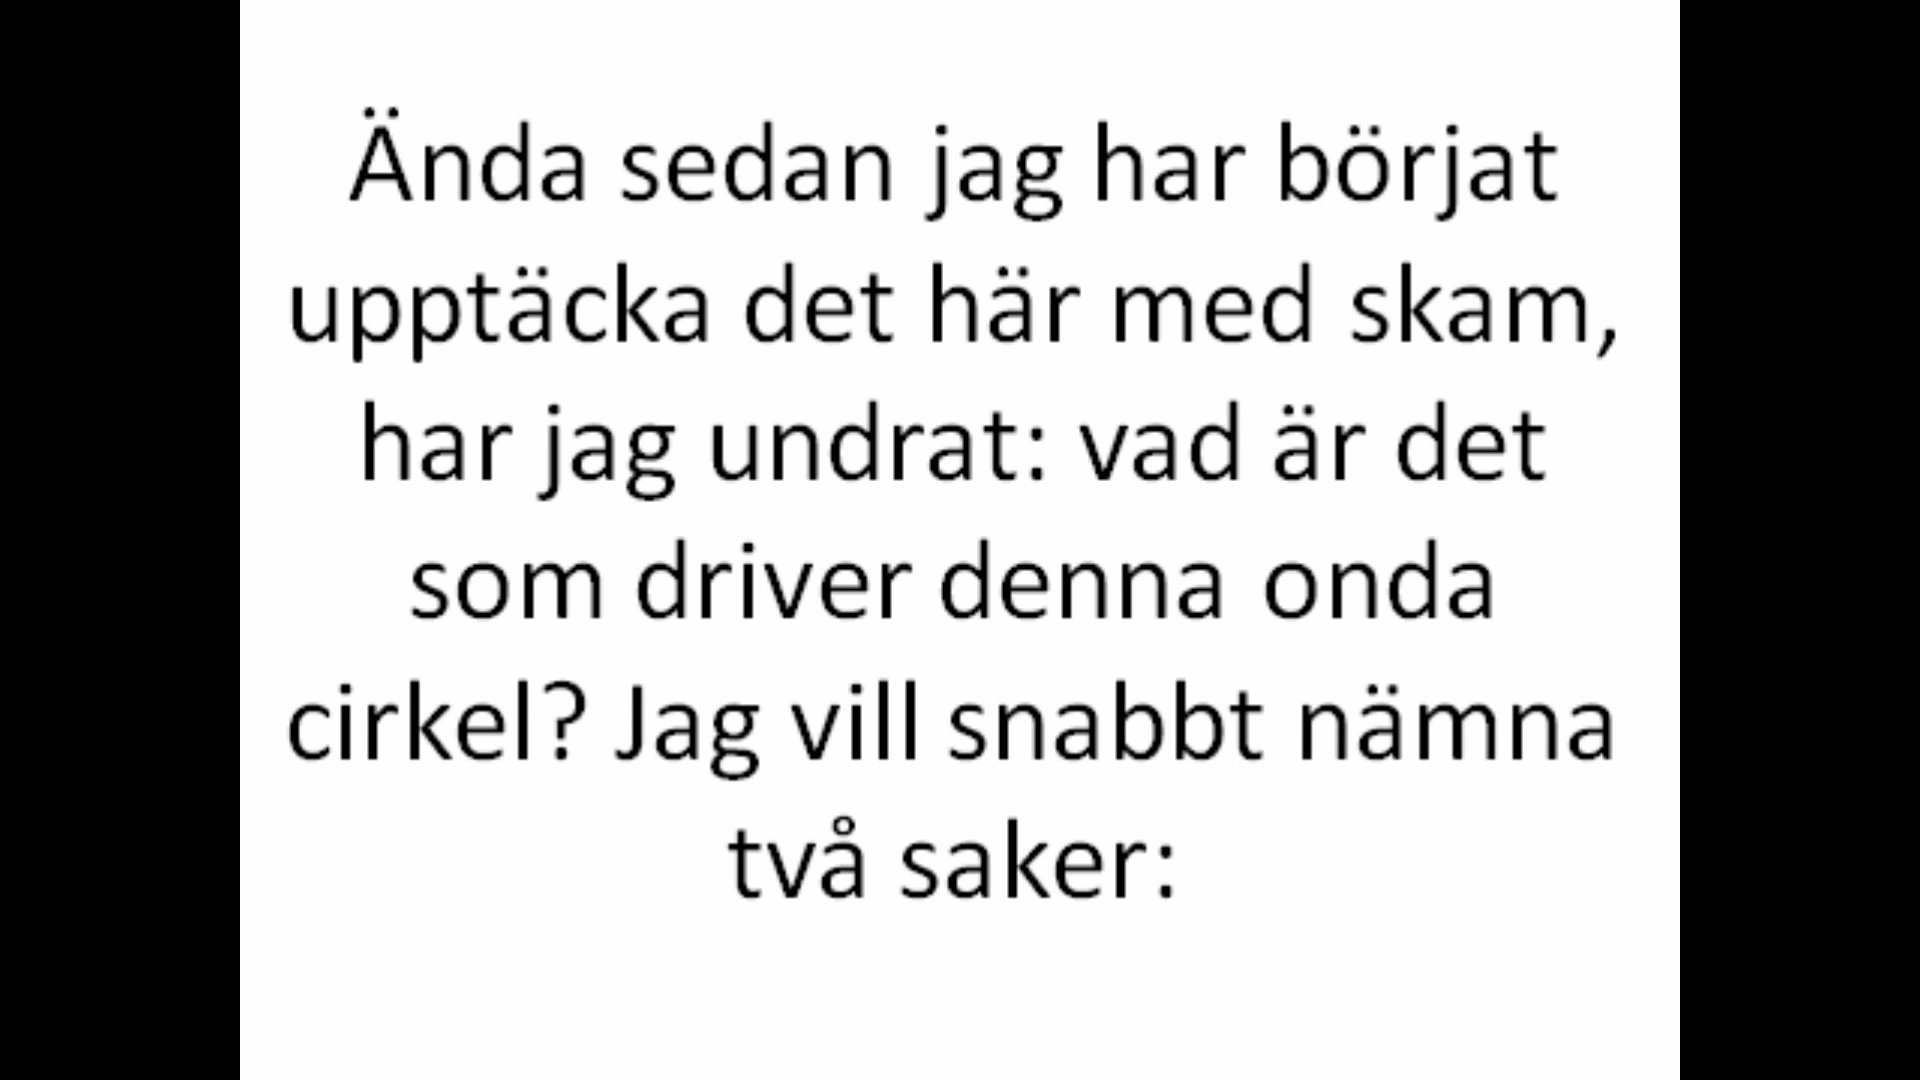 Ända sedan jag har börjat
upptäcka det här med skam,
har jag undrat: vad är det
som driver denna onda
cirkel? Jag vill snabbt nämna
två saker: